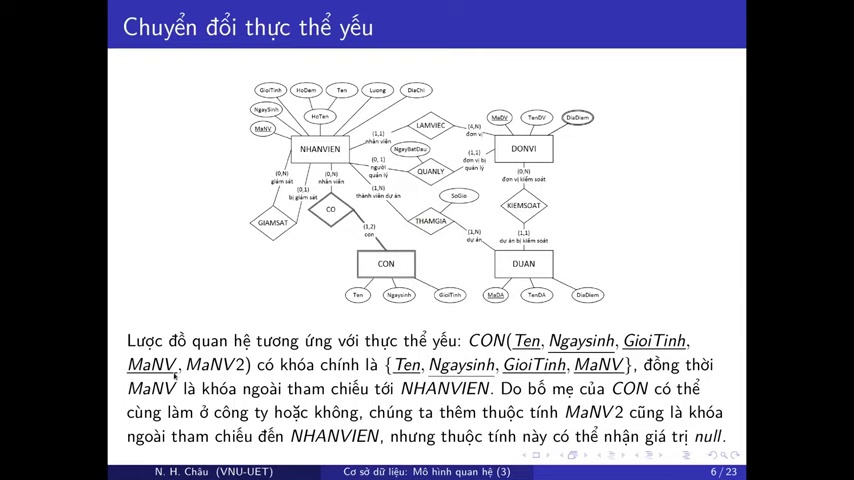 Chuyển đổi thực thể yếu
GioiTinh
HoDem
Ten
Luong
DiaChi
NgaySinh
HoTen
MaNV
NHANVIEN
(1,1)
nhân viên
LAMVIEC
(4,N)
đơn vị
MaDV
TenDV
DiaDiem
DONVI
NgayBatDau
(0, 1)
người
quản lý
QUANLY
(1,1)
đơn vị bị
quản lý
(0,N)
giám sát
(0,1)
bị giám sát
(0,N)
nhân viên
(1,N)
thành viên dự án
(0,N)
đơn vị kiểm soát
GIAMSAT
CO
SoGio
THAMGIA
KIEMSOAT
(1,2)
con
(1,N)
dự án
(1,1)
dự án bị kiểm soát
CON
DUAN
Ten
Ngaysinh
GioiTinh
MaDA
TenDA
DiaDiem
Lược đồ quan hệ tương ứng với thực thể yếu: CON(Ten, Ngaysinh, GioiTinh,
MaNV, MaNV2) có khóa chính là {Ten, Ngaysinh, GioiTinh, MaNV}, đồng thời
MaNV là khóa ngoài tham chiếu tới NHANVIEN. Do bố mẹ của CON có thể
cùng làm ở công ty hoặc không, chúng ta thêm thuộc tính MaNV2 cũng là khóa
ngoài tham chiếu đến NHANVIEN, nhưng thuộc tính này có thể nhận giá trị null.
N. H. Châu (VNU-UET)
Cơ sở dữ liệu: Mô hình quan hệ (3)
6 / 23